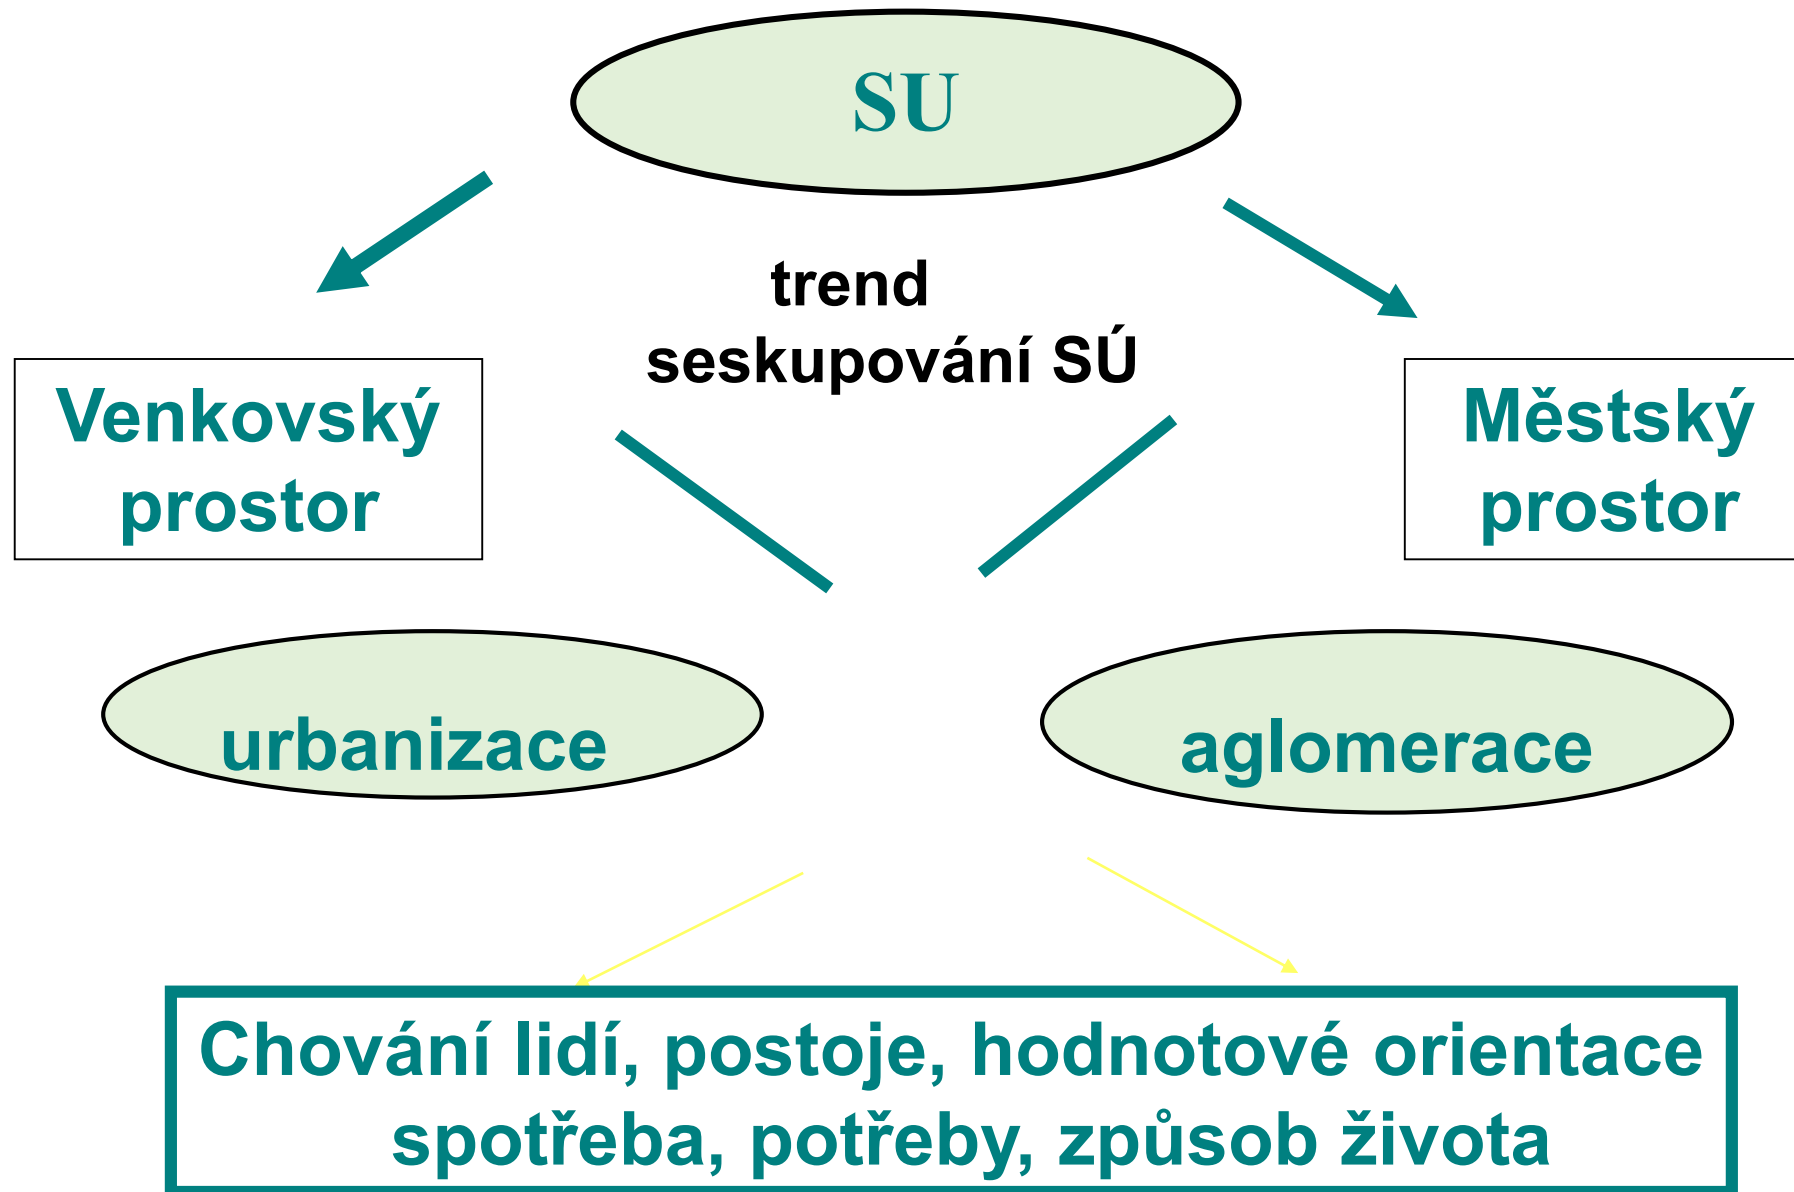 SU
trend
seskupování SÚ
Venkovský
prostor
Městský
prostor
urbanizace
aglomerace
Chování lidí, postoje, hodnotové orientace
spotřeba, potřeby, způsob života